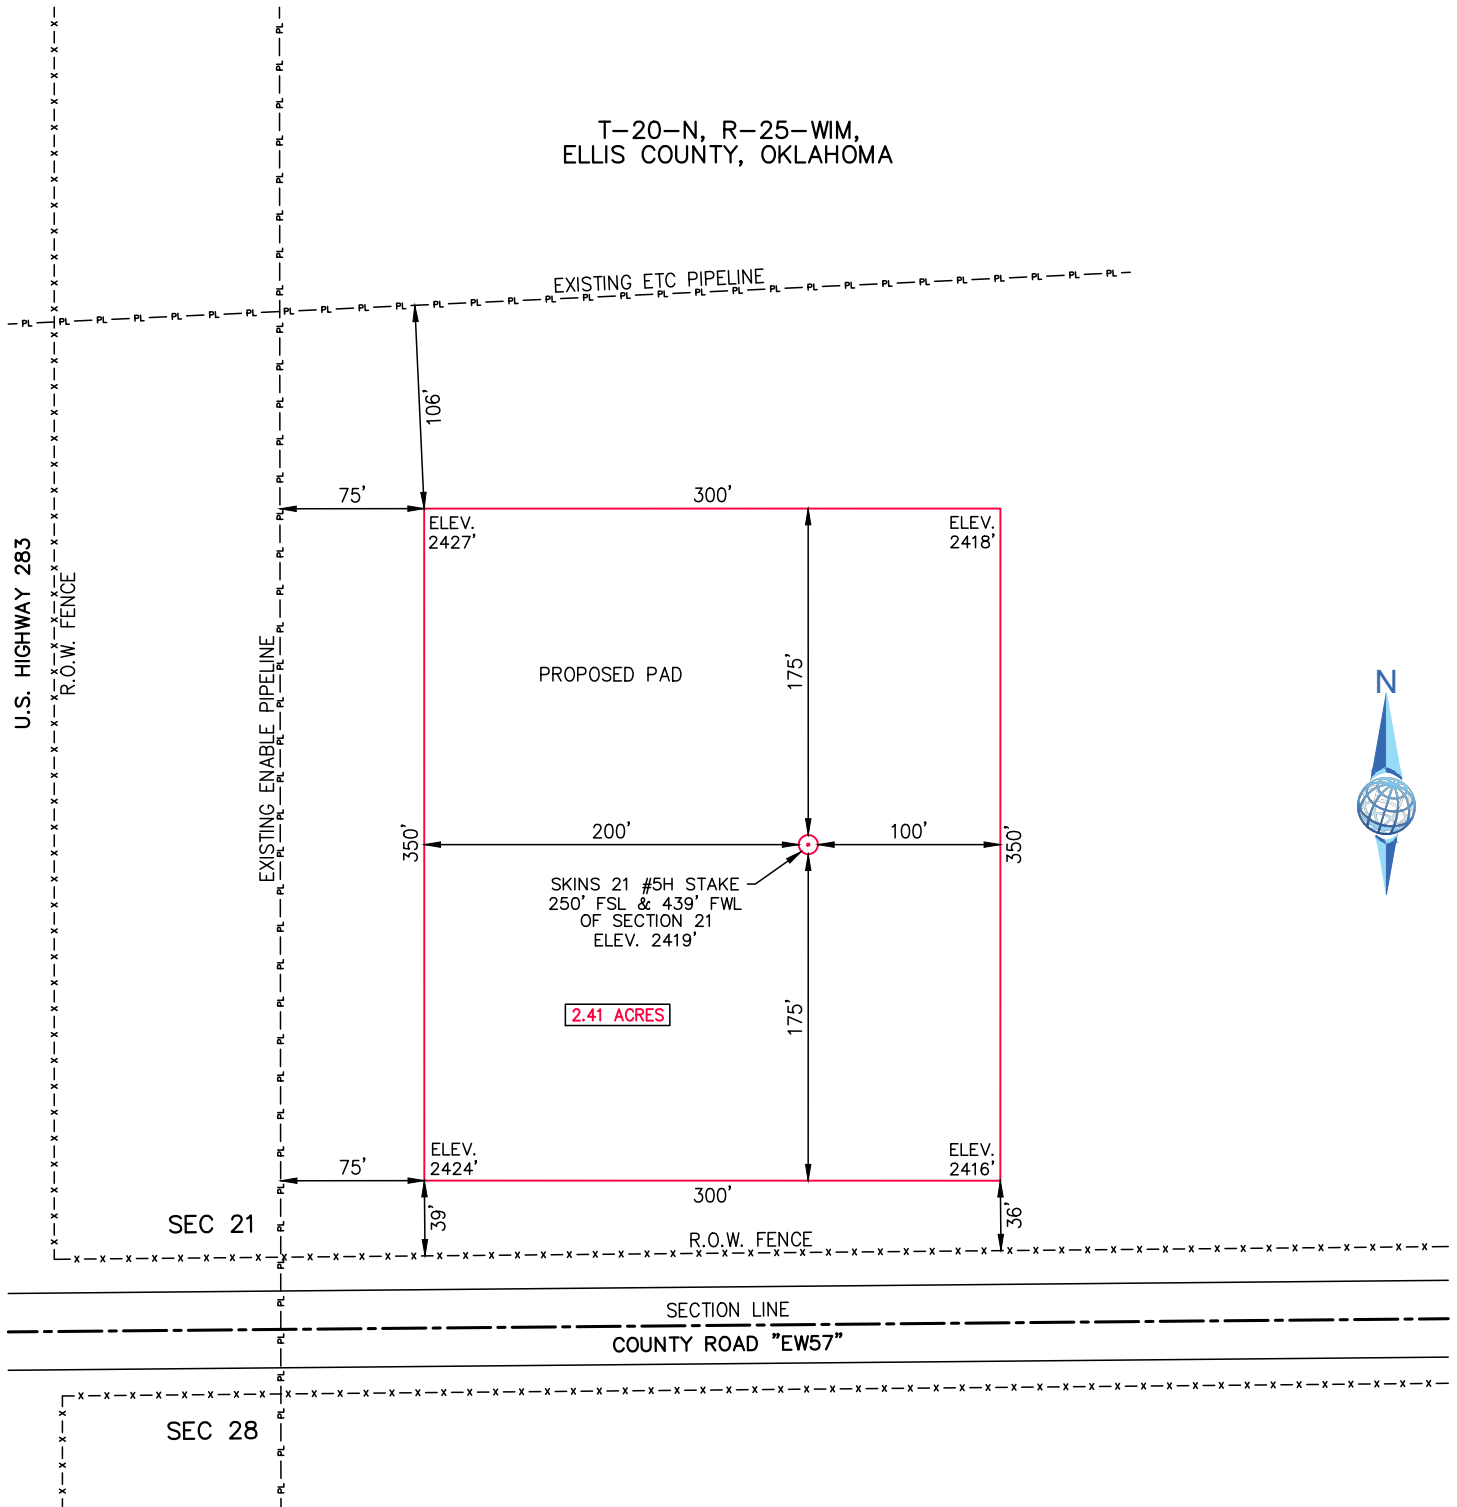 T-20-N, R-25-WIM,
ELLIS COUNTY, OKLAHOMA
EXISTING ETC PIPELINE
106'
75'
300'
ELEV.
2427'
ELEV.
2418'
U.S. HIGHWAY 283
R.O.W. FENCE
EXISTING ENABLE PIPELINE
PROPOSED PAD
175'
N
350'
200'
100'
350'
SKINS 21 #5H STAKE
250' FSL & 439' FWL
OF SECTION 21
ELEV. 2419'
2.41 ACRES
175'
ELEV.
2424'
ELEV.
2416'
75'
300'
39'
36'
SEC 21
R.O.W. FENCE
SECTION LINE
COUNTY ROAD "EW57"
SEC 28